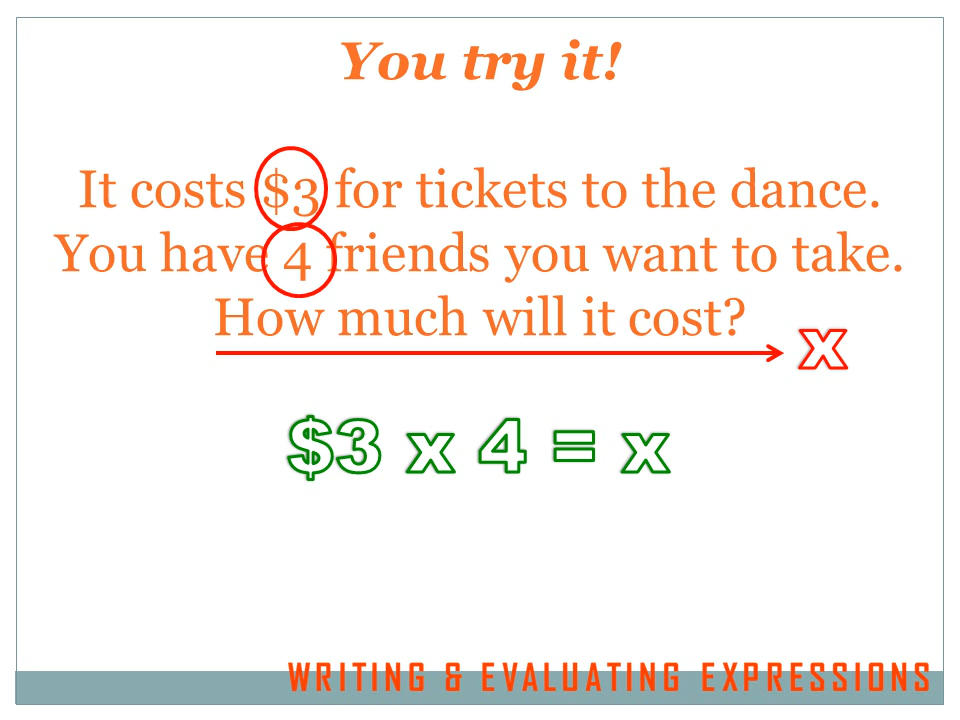 You try it!
It costs $3 for tickets to the dance.
You have 4 friends you want to take.
How much will it cost?
x
$3 x 4 = x
WRITING & EVALUATING EXPRESSIONS